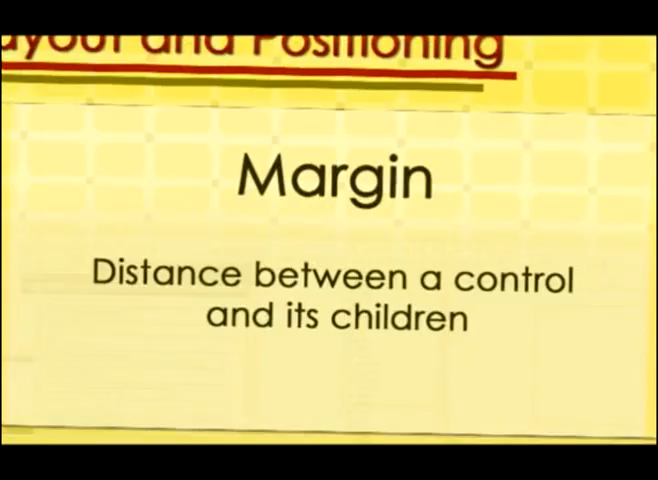 ayout and Positioning
Margin
Distance between a control
and its children